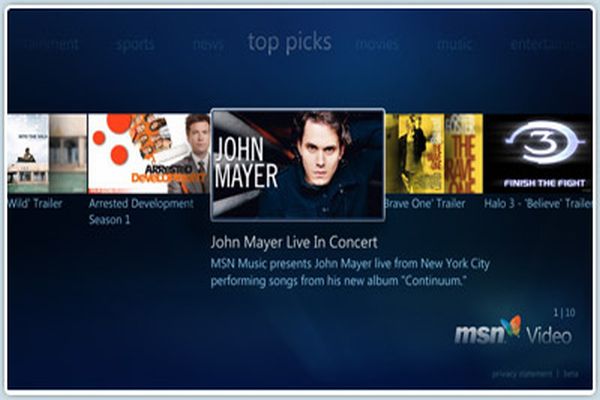 tainment sports news top picks movies music entertainm
INTO THE WILD
JOHN
MAYER
ARRESTED
DEVELOPMENT
FOSTER
THE
BRAVE
ONE
3
FINISH THE FIGHT
Wild' Trailer
Arrested Development
Season 1
Brave One' Trailer
Halo 3 - 'Believe' Trailer
John Mayer Live In Concert
MSN Music presents John Mayer live from New York City
performing songs from his new album "Continuum."
1 | 10
msn Video
privacy statement | beta